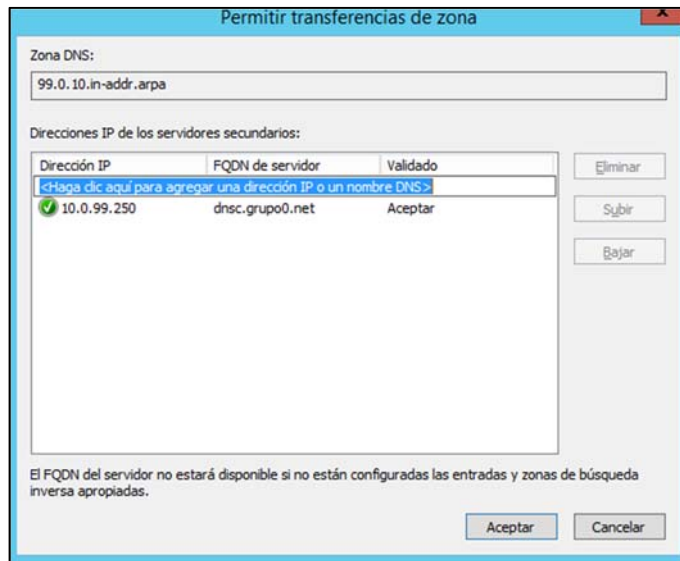 Permitir transferencias de zona
x
Zona DNS:
99.0.10.in-addr.arpa
Direcciones IP de los servidores secundarios:
Dirección IP FQDN de servidor Validado
<Haga clic aquí para agregar una dirección IP o un nombre DNS>
10.0.99.250 dnsc.grupo0.net Aceptar
Eliminar
Subir
Bajar
El FQDN del servidor no estará disponible si no están configuradas las entradas y zonas de búsqueda
inversa apropiadas.
Aceptar Cancelar